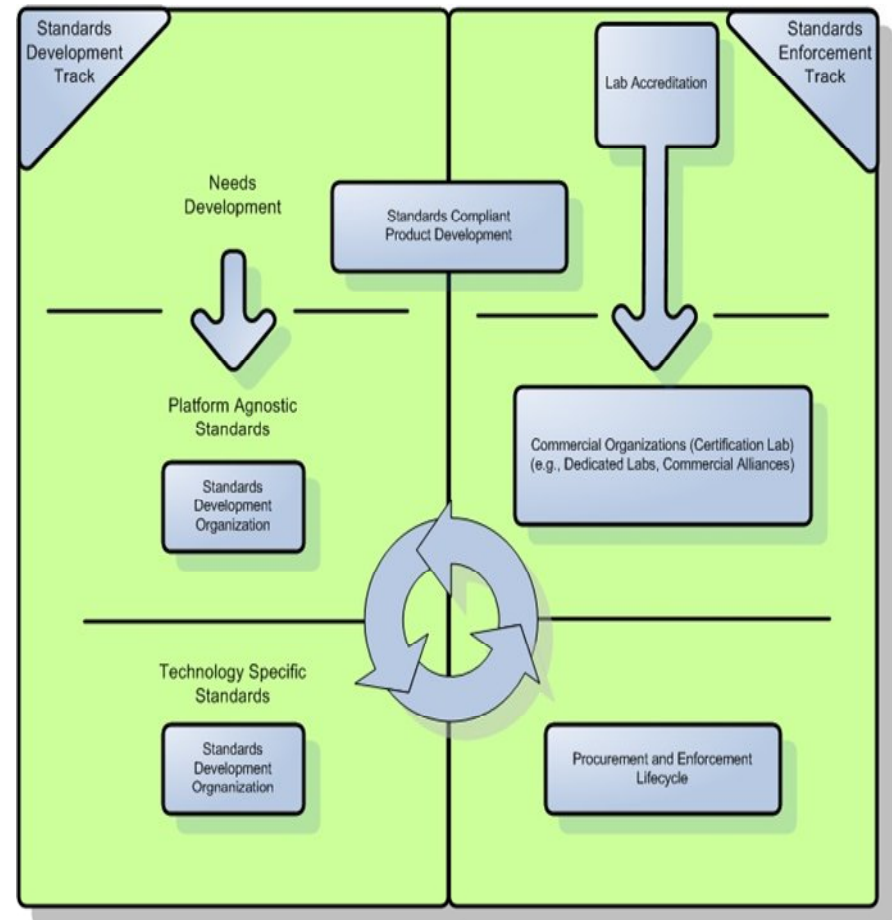 Standards
Development
Track
Standards
Enforcement
Track
Lab Accreditation
Needs
Development
Standards Compliant
Product Development
Platform Agnostic
Standards
Standards
Development
Organization
Commercial Organizations (Certification Lab)
(e.g., Dedicated Labs, Commercial Alliances)
Technology Specific
Standards
Standards
Development
Orgnanization
Procurement and Enforcement
Lifecycle